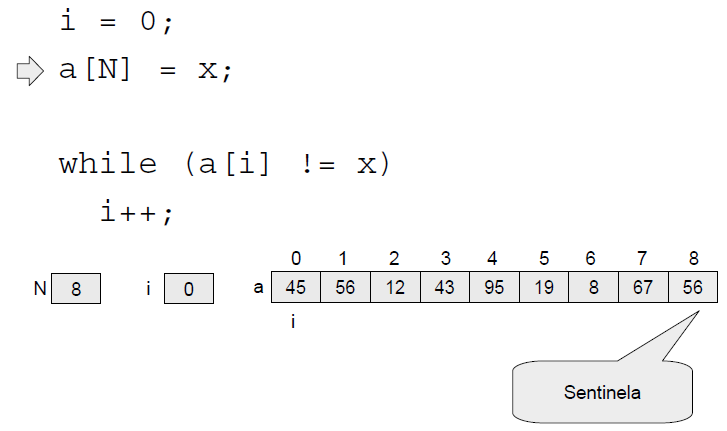 i = 0;
a[N] = x;
while (a[i] != x)
i++;
0 1 2 3 4 5 6 7 8
N 8 i 0 a 45 56 12 43 95 19 8 67 56
i
Sentinela